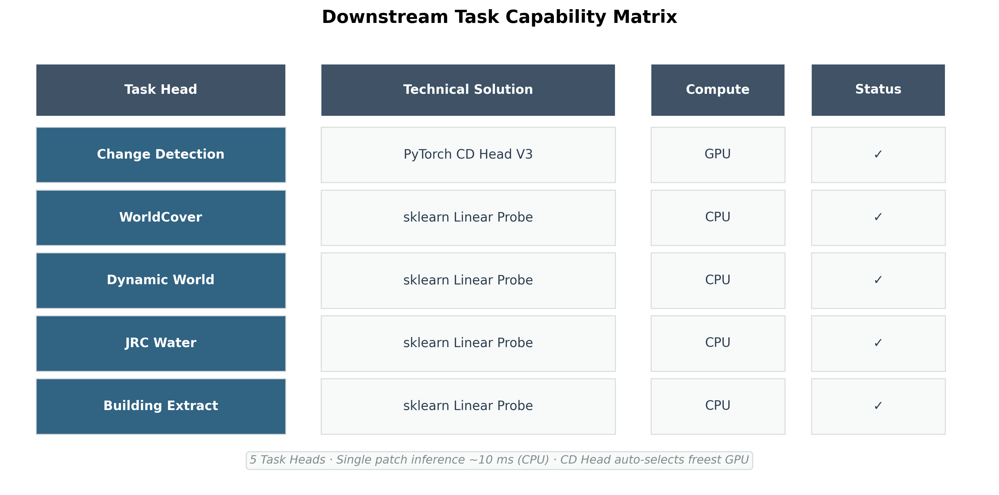 Downstream Task Capability Matrix
Task Head Technical Solution Compute Status
Change Detection PyTorch CD Head V3 GPU ✓
WorldCover sklearn Linear Probe CPU ✓
Dynamic World sklearn Linear Probe CPU ✓
JRC Water sklearn Linear Probe CPU ✓
Building Extract sklearn Linear Probe CPU ✓
5 Task Heads · Single patch inference ~10 ms (CPU) · CD Head auto-selects freest GPU